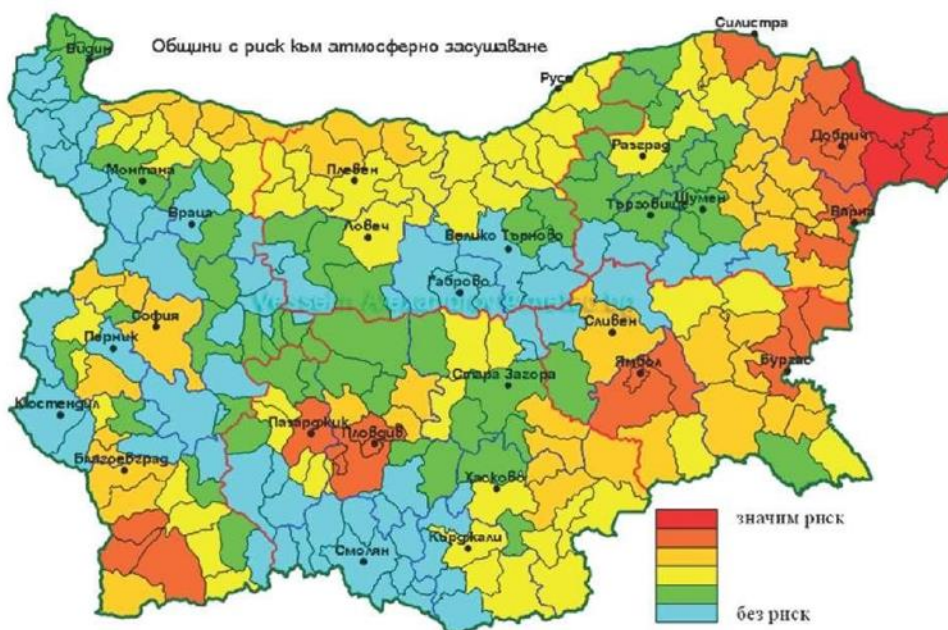 Силистра
Видин
Общини с риск към атмосферно засушаване
Русе
Добрич
Разград
Монтана
Плевен
Търговище
Шумен
Враца
Варна
Ловеч
Велико Търново
Габрово
София
Сливен
Перник
Ямбол
Бургас
Стара Загора
Кюстендил
Пазарджик
Пловдив
Благоевград
Хасково
значим риск
Кърджали
Смолян
без риск